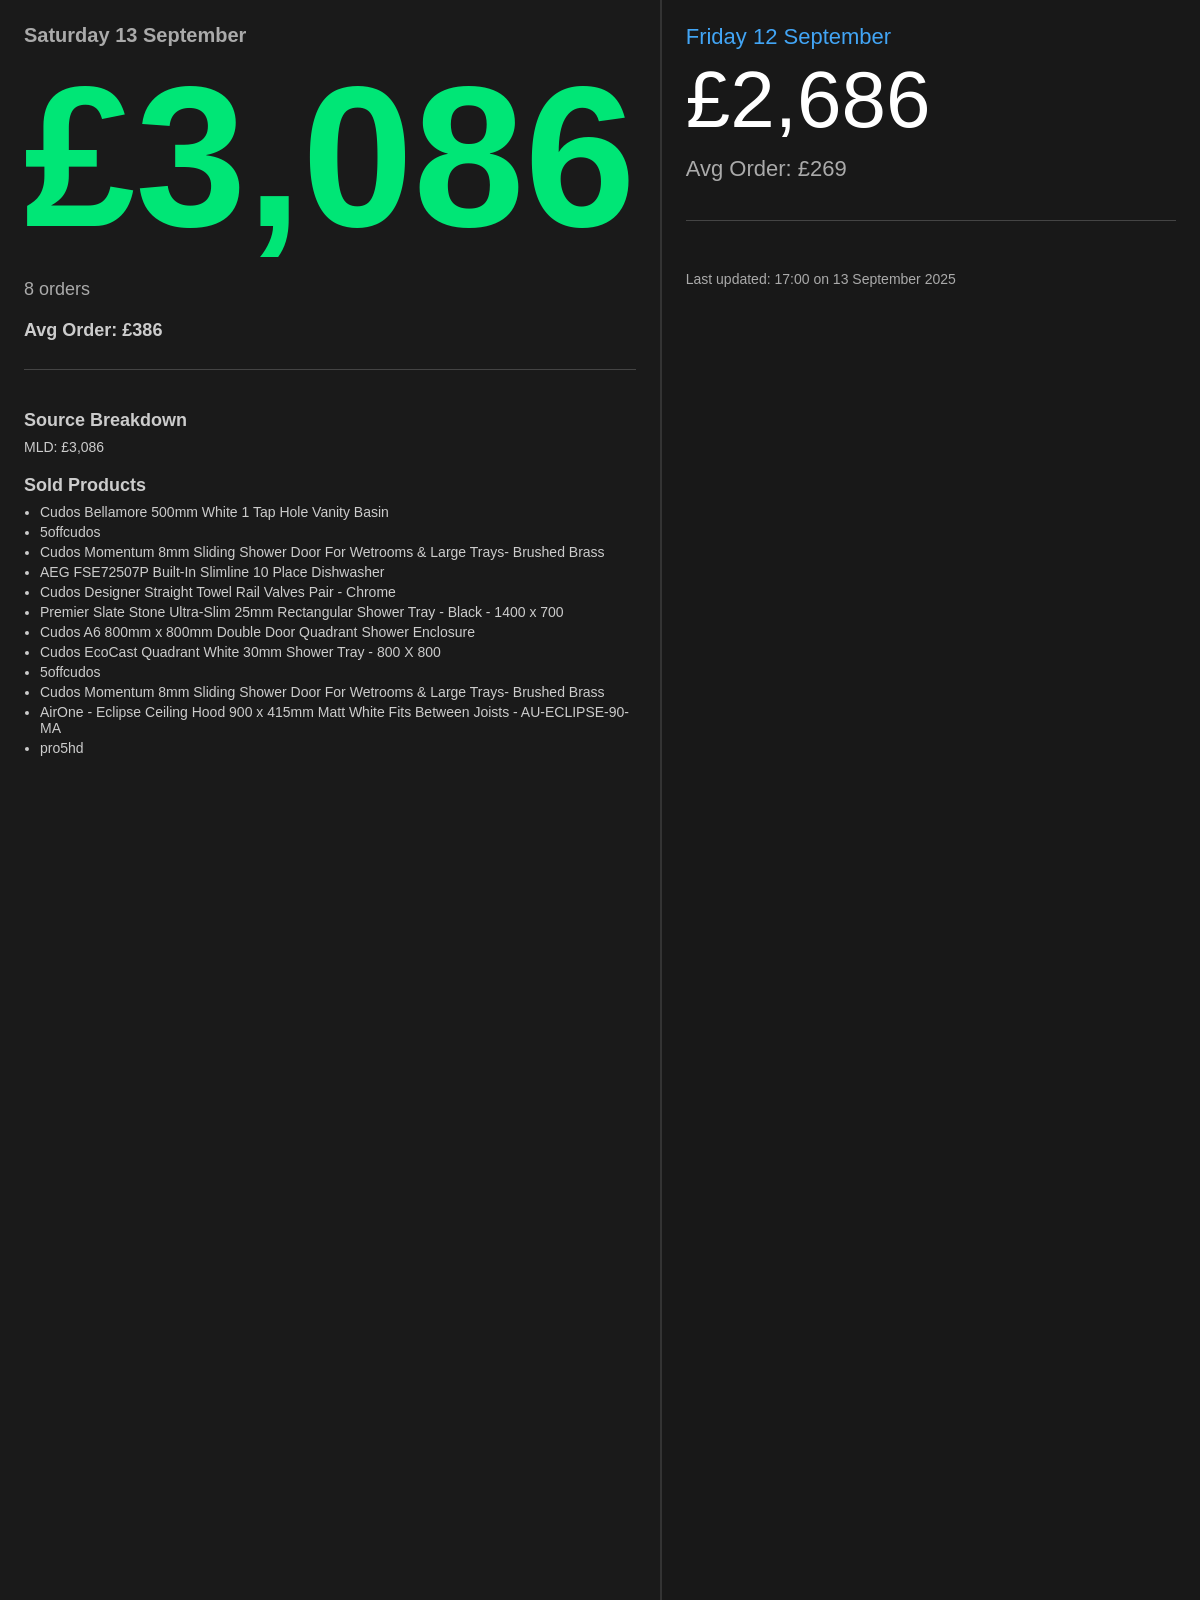 Saturday 13 September
£3,086
8 orders
Avg Order: £386
Source Breakdown
MLD: £3,086
Sold Products
• Cudos Bellamore 500mm White 1 Tap Hole Vanity Basin
• 5offcudos
• Cudos Momentum 8mm Sliding Shower Door For Wetrooms & Large Trays- Brushed Brass
• AEG FSE72507P Built-In Slimline 10 Place Dishwasher
• Cudos Designer Straight Towel Rail Valves Pair - Chrome
• Premier Slate Stone Ultra-Slim 25mm Rectangular Shower Tray - Black - 1400 x 700
• Cudos A6 800mm x 800mm Double Door Quadrant Shower Enclosure
• Cudos EcoCast Quadrant White 30mm Shower Tray - 800 X 800
• 5offcudos
• Cudos Momentum 8mm Sliding Shower Door For Wetrooms & Large Trays- Brushed Brass
• AirOne - Eclipse Ceiling Hood 900 x 415mm Matt White Fits Between Joists - AU-ECLIPSE-90-
MA
• pro5hd
Friday 12 September
£2,686
Avg Order: £269
Last updated: 17:00 on 13 September 2025